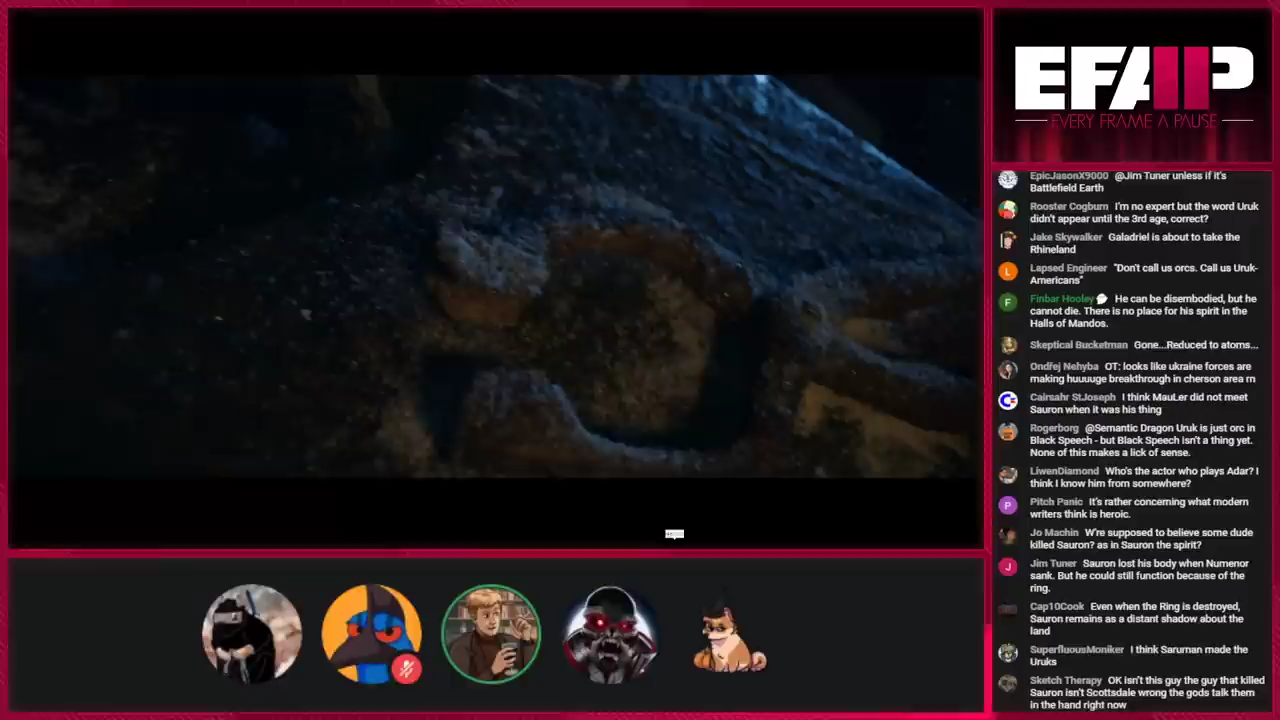 EFAP
EVERY FRAME A PAUSE
EpicJasonX9000 @Jim Tuner unless if it's
Battlefield Earth
Rooster Cogburn I'm no expert but the word Uruk
didn't appear until the 3rd age, correct?
Jake Skywalker Galadriel is about to take the
Rhineland
L
Lapsed Engineer "Don't call us orcs. Call us Uruk-
Americans"
F
Finbar Hooley He can be disembodied, but he
cannot die. There is no place for his spirit in the
Halls of Mandos.
Skeptical Bucketman Gone...Reduced to atoms...
Ondřej Nehyba OT: looks like ukraine forces are
making huuuuge breakthrough in cherson area rn
Cairsahr StJoseph I think MauLer did not meet
Sauron when it was his thing
Rogerborg @Semantic Dragon Uruk is just orc in
Black Speech - but Black Speech isn't a thing yet.
None of this makes a lick of sense.
LiwenDiamond Who's the actor who plays Adar? I
think I know him from somewhere?
P
Pitch Panic It's rather concerning what modern
writers think is heroic.
Jo Machin W're supposed to believe some dude
killed Sauron? as in Sauron the spirit?
J
Jim Tuner Sauron lost his body when Numenor
sank. But he could still function because of the
ring.
Cap10Cook Even when the Ring is destroyed,
Sauron remains as a distant shadow about the
land
SuperfluousMoniker I think Saruman made the
Uruks
Sketch Therapy OK isn't this guy the guy that killed
Sauron isn't Scottsdale wrong the gods talk them
in the hand right now